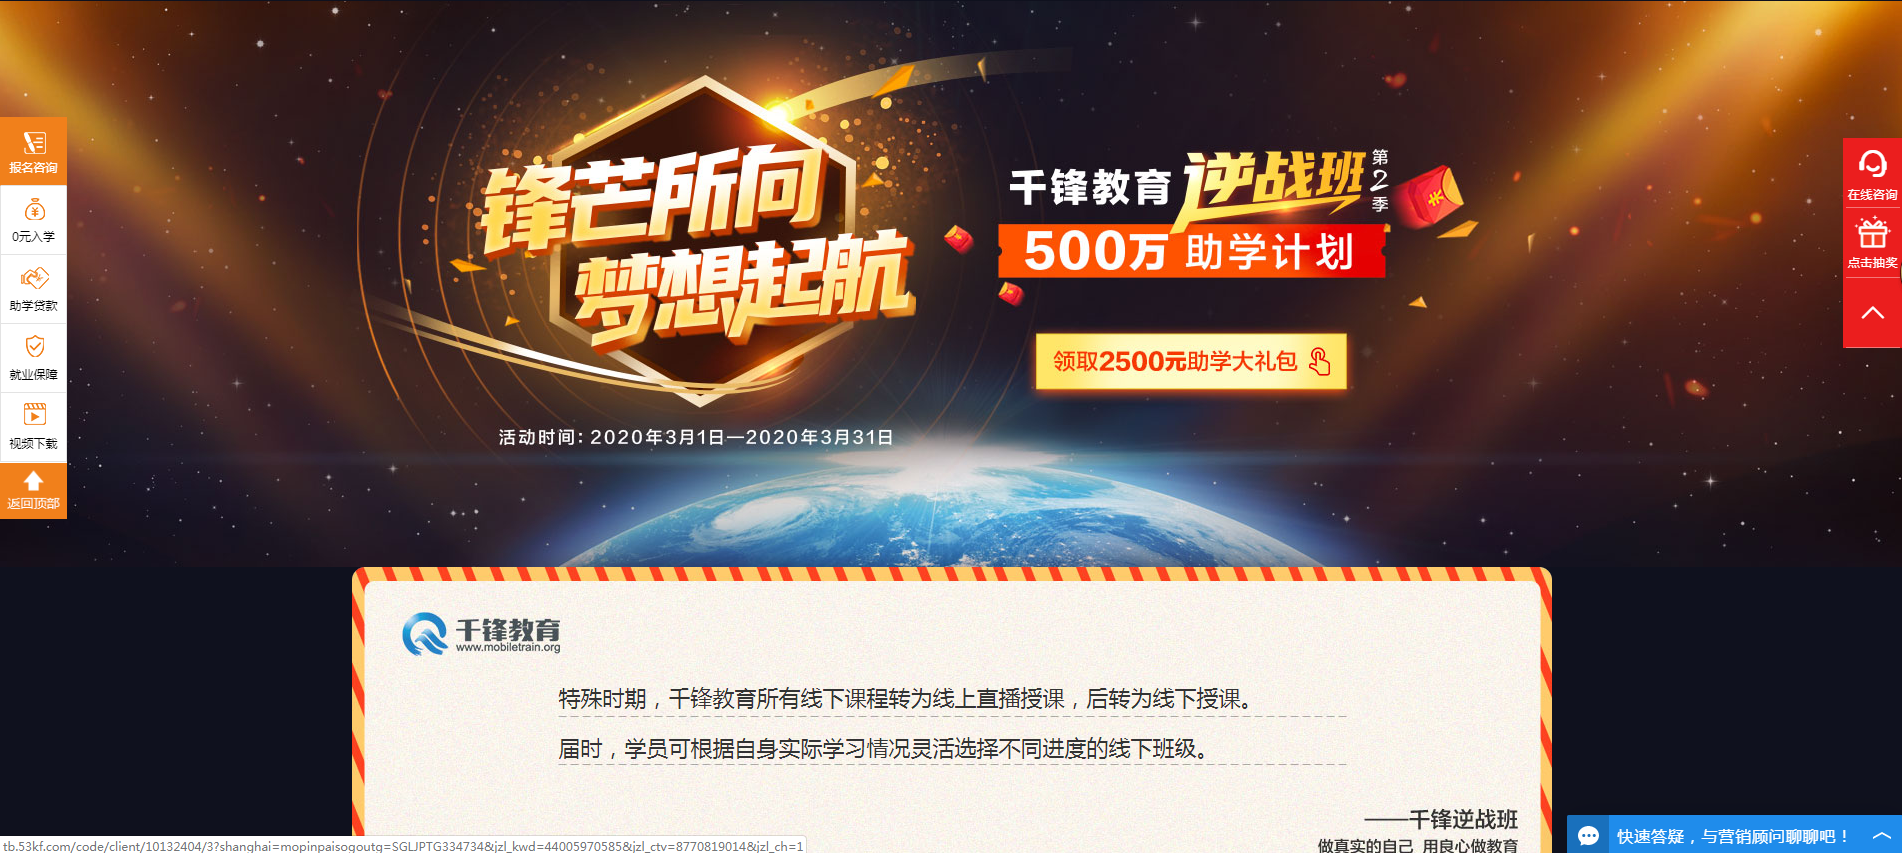 锋芒所向
梦想起航
活动时间：2020年3月1日—2020年3月31日
千锋教育逆战班第2季
500万 助学计划
领取2500元助学大礼包
报名咨询
0元入学
助学贷款
就业保障
视频下载
返回顶部
在线咨询
点击抽奖
千锋教育
www.mobiletrain.org
特殊时期，千锋教育所有线下课程转为线上直播授课，后转为线下授课。
届时，学员可根据自身实际学习情况灵活选择不同进度的线下班级。
——千锋逆战班
做真实的自己 用良心做教育
快速答疑，与营销顾问聊聊吧！
tb.53kf.com/code/client/10132404/3?shanghai=mopinpaisogoutg=SGLJPTG334734&jzl_kwd=44005970585&jzl_ctv=8770819014&jzl_ch=1